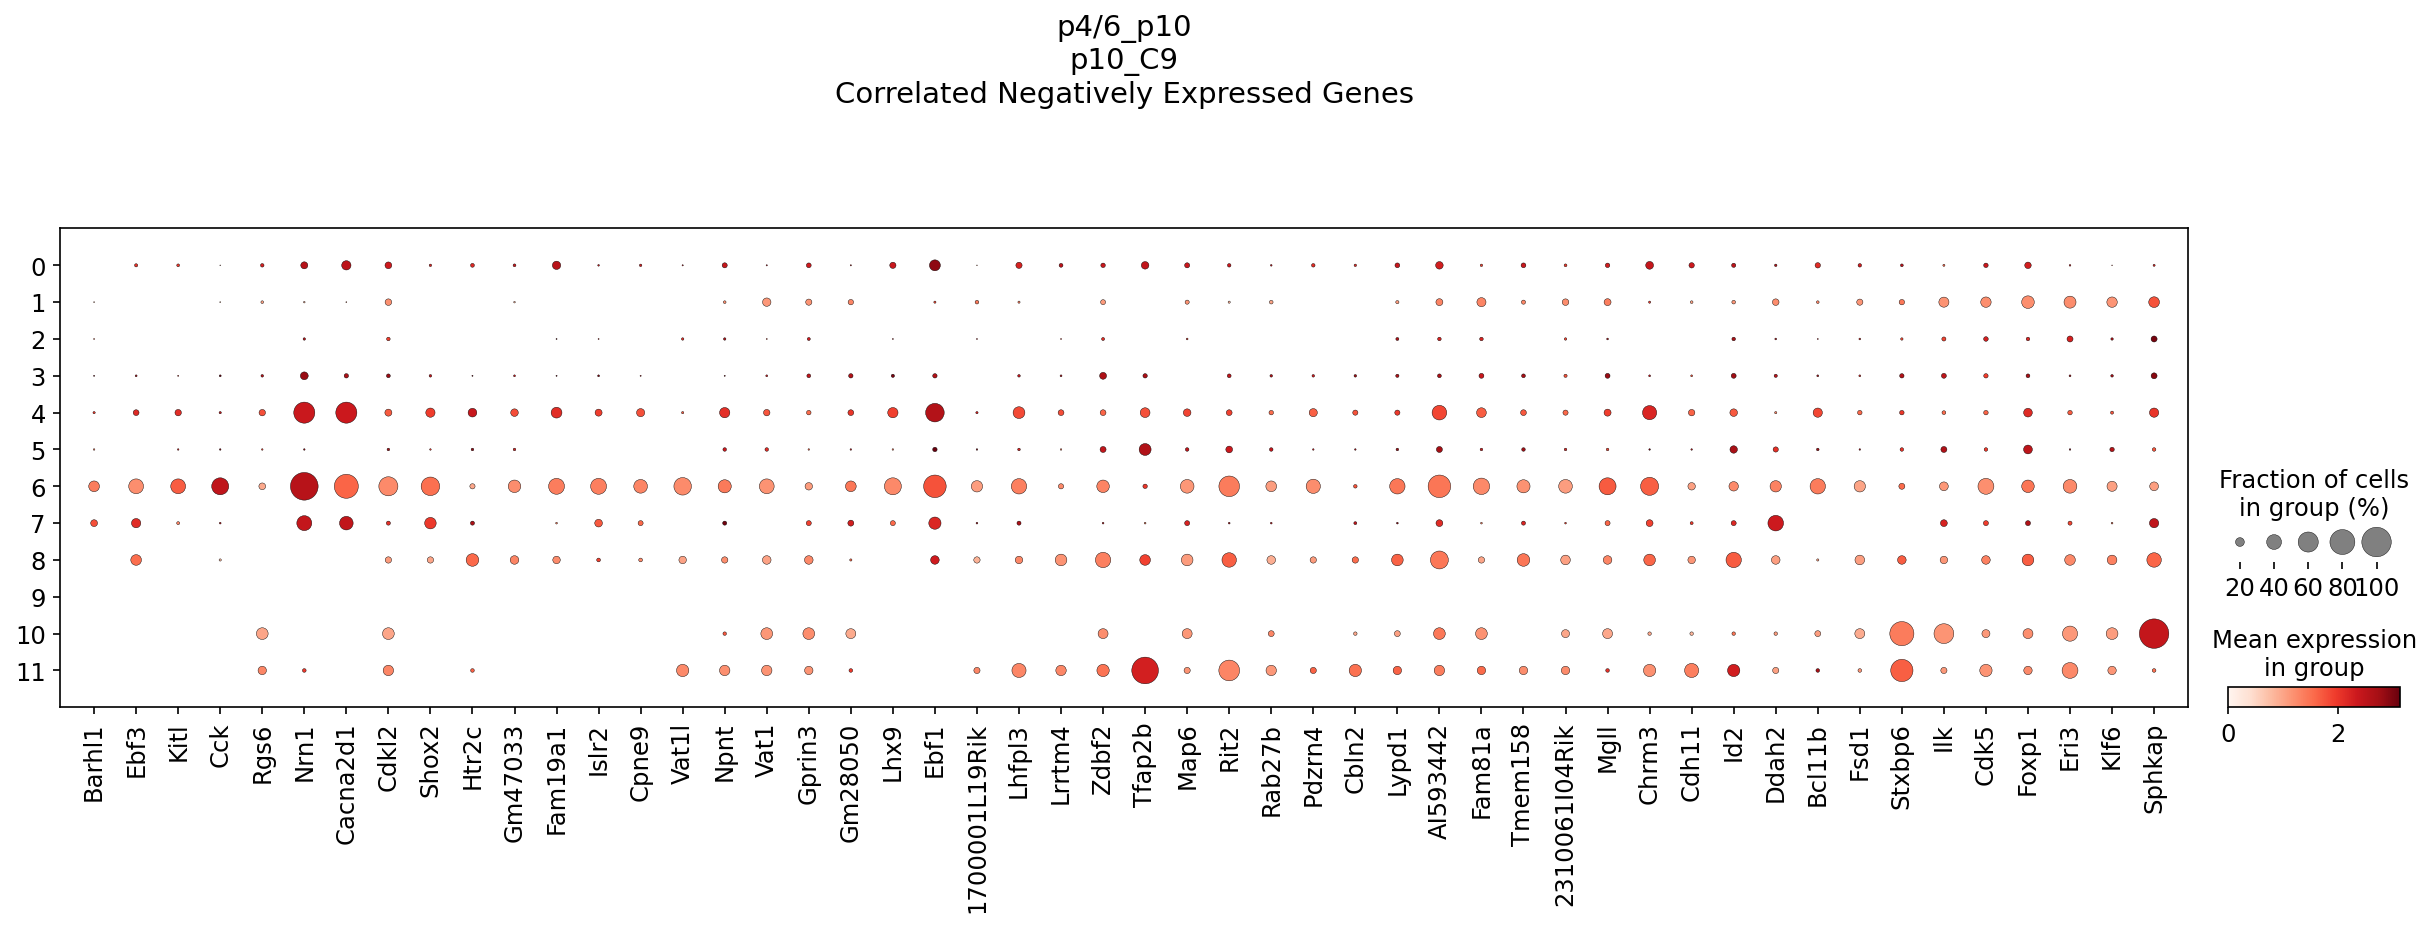 p4/6_p10
p10_C9
Correlated Negatively Expressed Genes
0
1
2
3
4
5
6
7
8
9
10
11
Barhl1
Ebf3
Kitl
Cck
Rgs6
Nrn1
Cacna2d1
Cdkl2
Shox2
Htr2c
Gm47033
Fam19a1
Islr2
Cpne9
Vat1l
Npnt
Vat1
Gprin3
Gm28050
Lhx9
Ebf1
1700001L19Rik
Lhfpl3
Lrrtm4
Zdbf2
Tfap2b
Map6
Rit2
Rab27b
Pdzrn4
Cbln2
Lypd1
AI593442
Fam81a
Tmem158
2310061I04Rik
Mgll
Chrm3
Cdh11
Id2
Ddah2
Bcl11b
Fsd1
Stxbp6
Ilk
Cdk5
Foxp1
Eri3
Klf6
Sphkap
Fraction of cells
in group (%)
20 40 60 80 100
Mean expression
in group
0 2